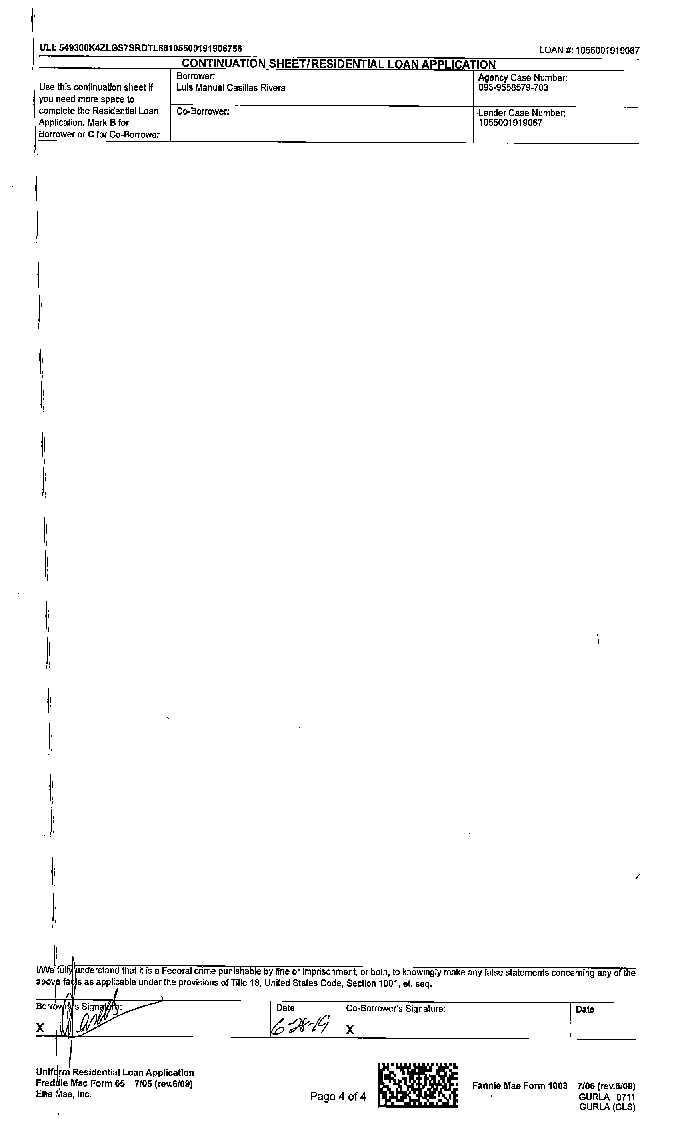 ULI: 549300K4ZLGS7SRDTL66105500191906756
LOAN #: 1055001919067
CONTINUATION SHEET/RESIDENTIAL LOAN APPLICATION
Use this continuation sheet if
you need more space to
complete the Residential Loan
Application. Mark B for
Borrower or C for Co-Borrower.
Borrower:
Luis Manuel Casillas Rivera
Agency Case Number:
095-9558579-703
Co-Borrower:
Lender Case Number:
1055001919067
I/We fully understand that it is a Federal crime punishable by fine or imprisonment, or both, to knowingly make any false statements concerning any of the
above facts as applicable under the provisions of Title 18, United States Code, Section 1001, et. seq.
Borrower's Signature:
X
Date
6-28-19
Co-Borrower's Signature:
X
Date
Uniform Residential Loan Application
Freddie Mac Form 65 7/05 (rev.6/09)
Ellie Mae, Inc.
Page 4 of 4
Fannie Mae Form 1003 7/05 (rev.6/09)
GURLA 0711
GURLA (CLS)